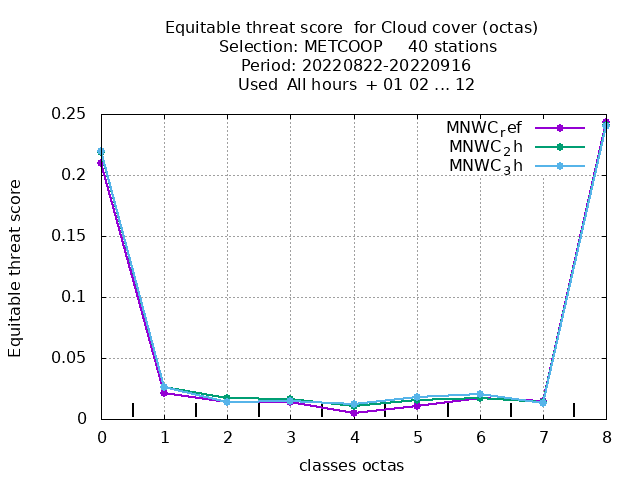 Equitable threat score  for Cloud cover (octas)
Selection: METCOOP     40 stations
Period: 20220822-20220916
Used  All hours  + 01 02 ... 12
MNWC_ref
MNWC_2h
MNWC_3h
Equitable threat score
0.25
0.2
0.15
0.1
0.05
0
0 1 2 3 4 5 6 7 8
classes octas